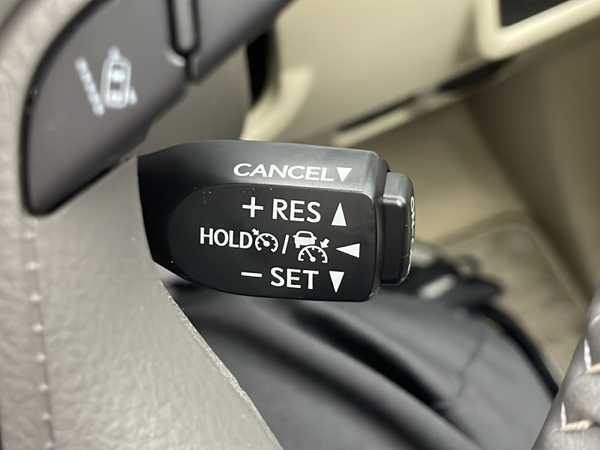 CANCEL▼
+ RES ▲
HOLD / ◀
− SET ▼